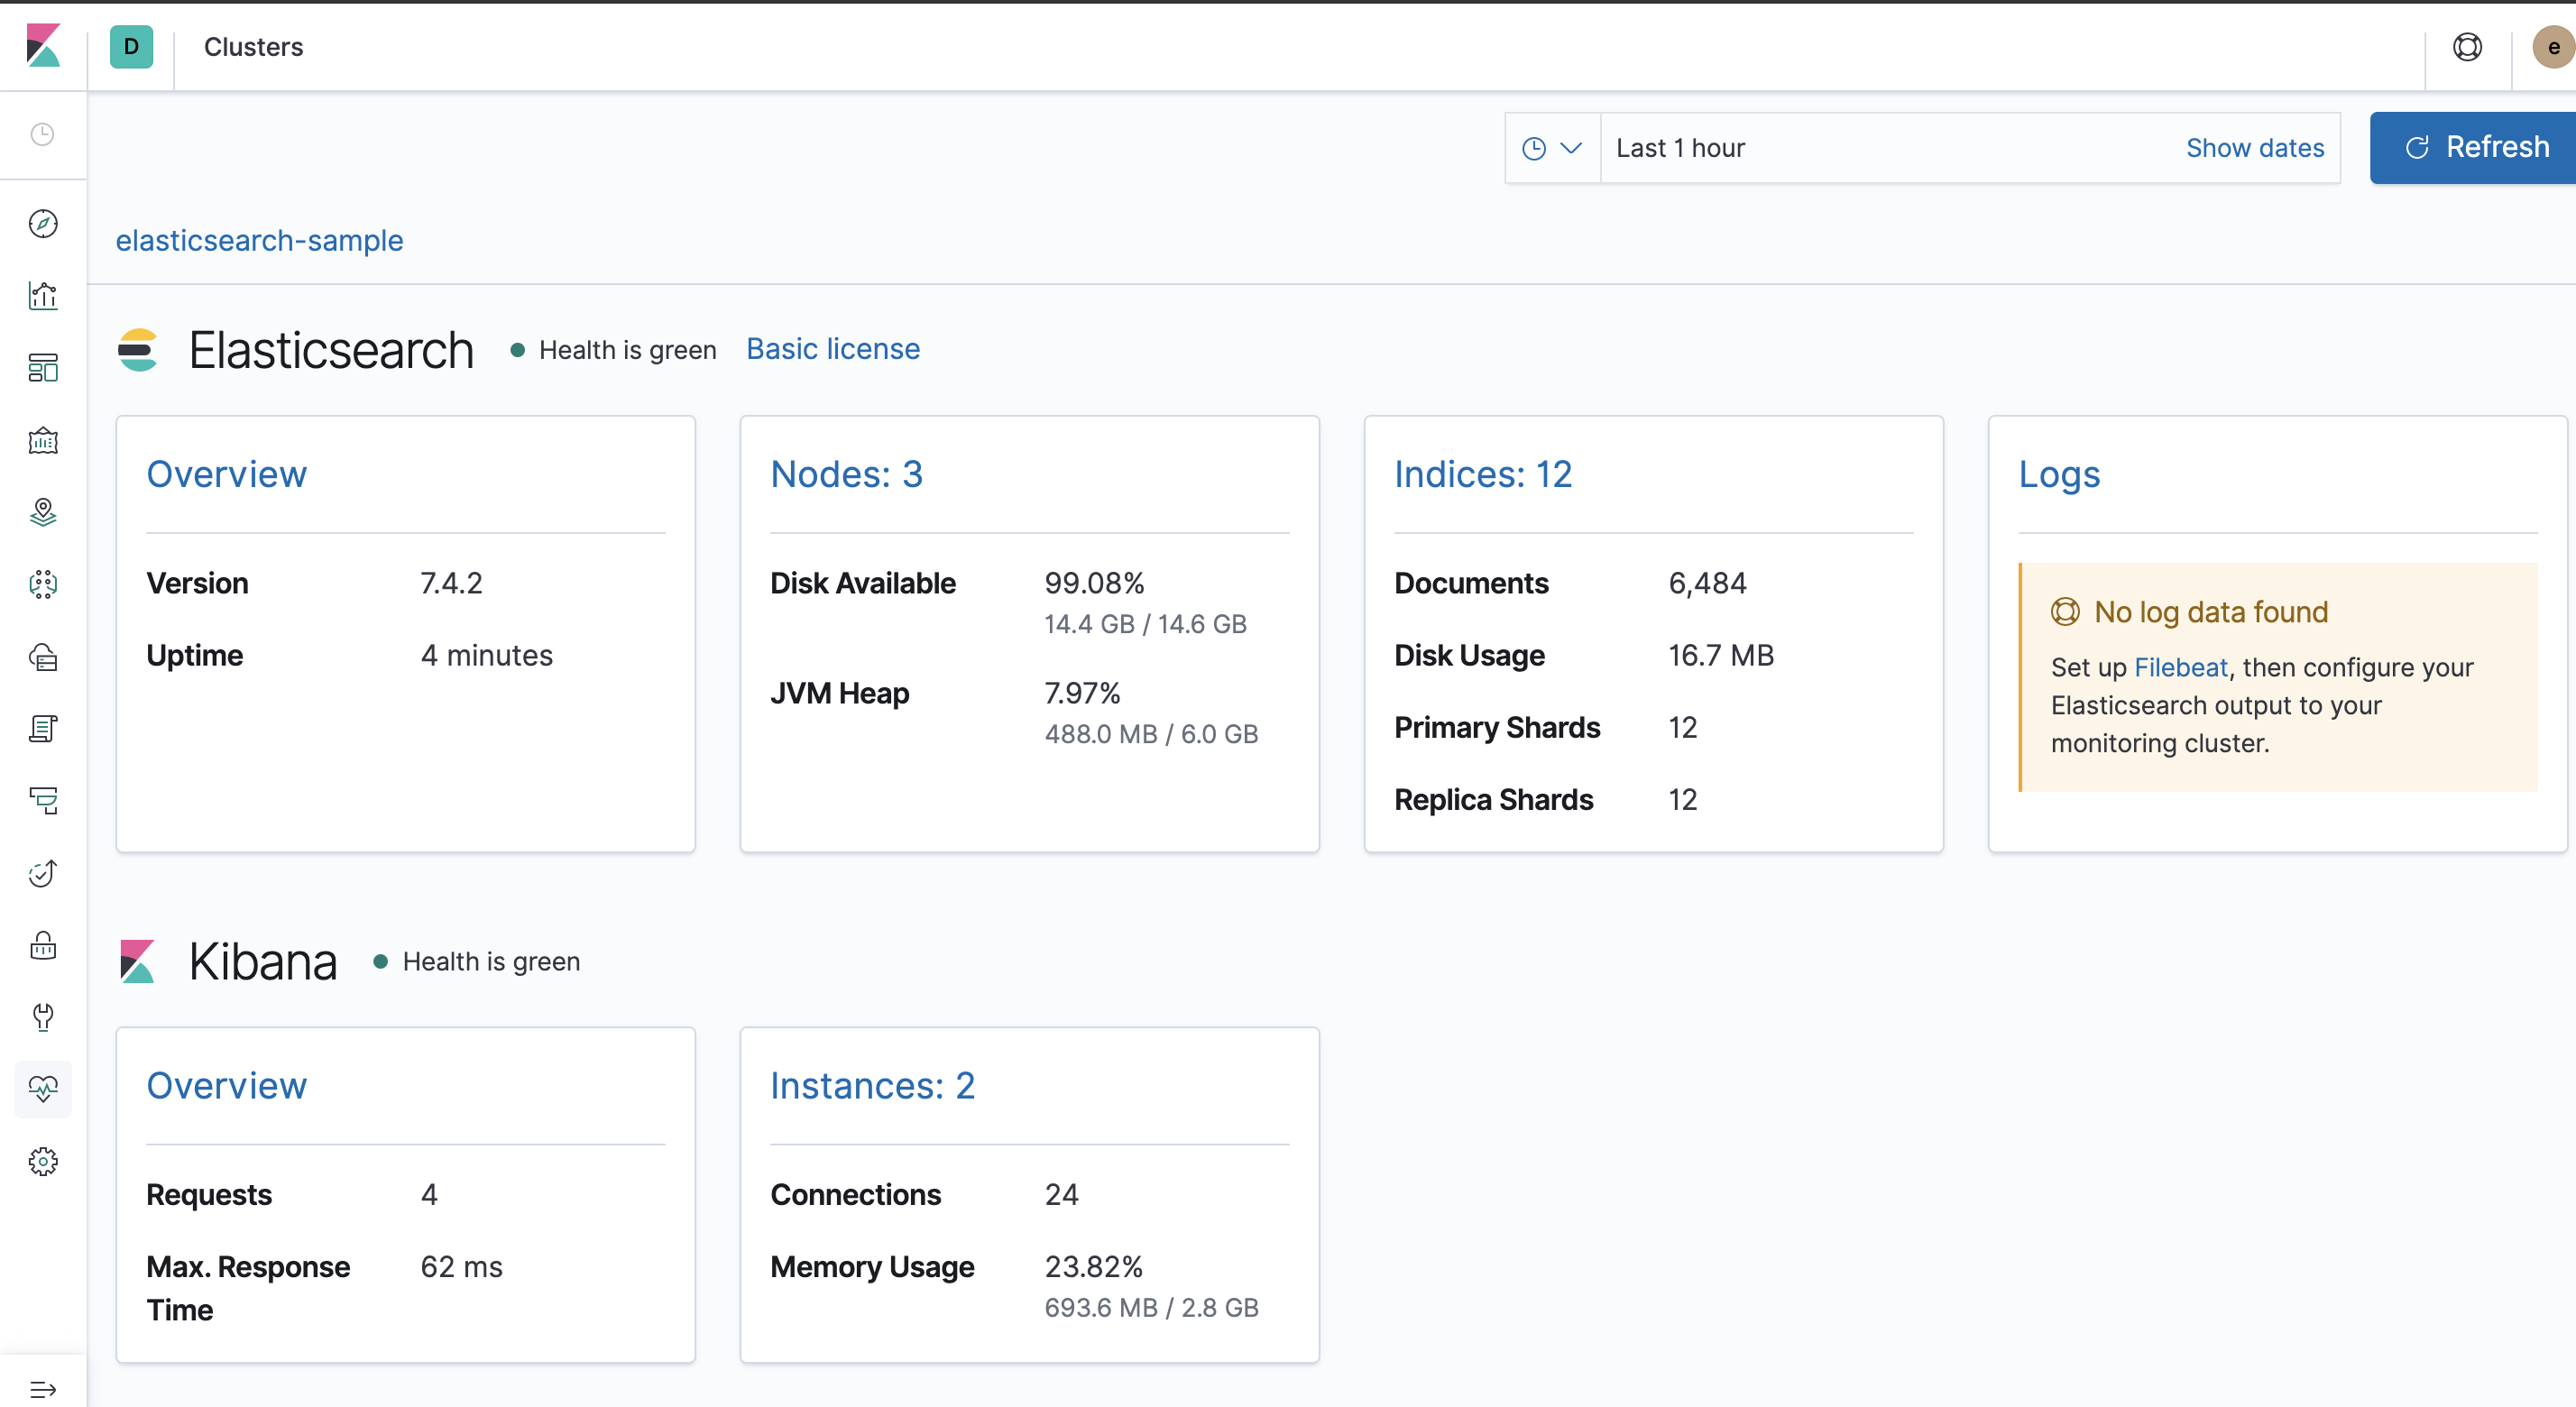 D Clusters e
Last 1 hour Show dates Refresh
elasticsearch-sample
Elasticsearch Health is green Basic license
Overview
Version 7.4.2
Uptime 4 minutes
Nodes: 3
Disk Available 99.08%
14.4 GB / 14.6 GB
JVM Heap 7.97%
488.0 MB / 6.0 GB
Indices: 12
Documents 6,484
Disk Usage 16.7 MB
Primary Shards 12
Replica Shards 12
Logs
No log data found
Set up Filebeat, then configure your
Elasticsearch output to your
monitoring cluster.
Kibana Health is green
Overview
Requests 4
Max. Response 62 ms
Time
Instances: 2
Connections 24
Memory Usage 23.82%
693.6 MB / 2.8 GB